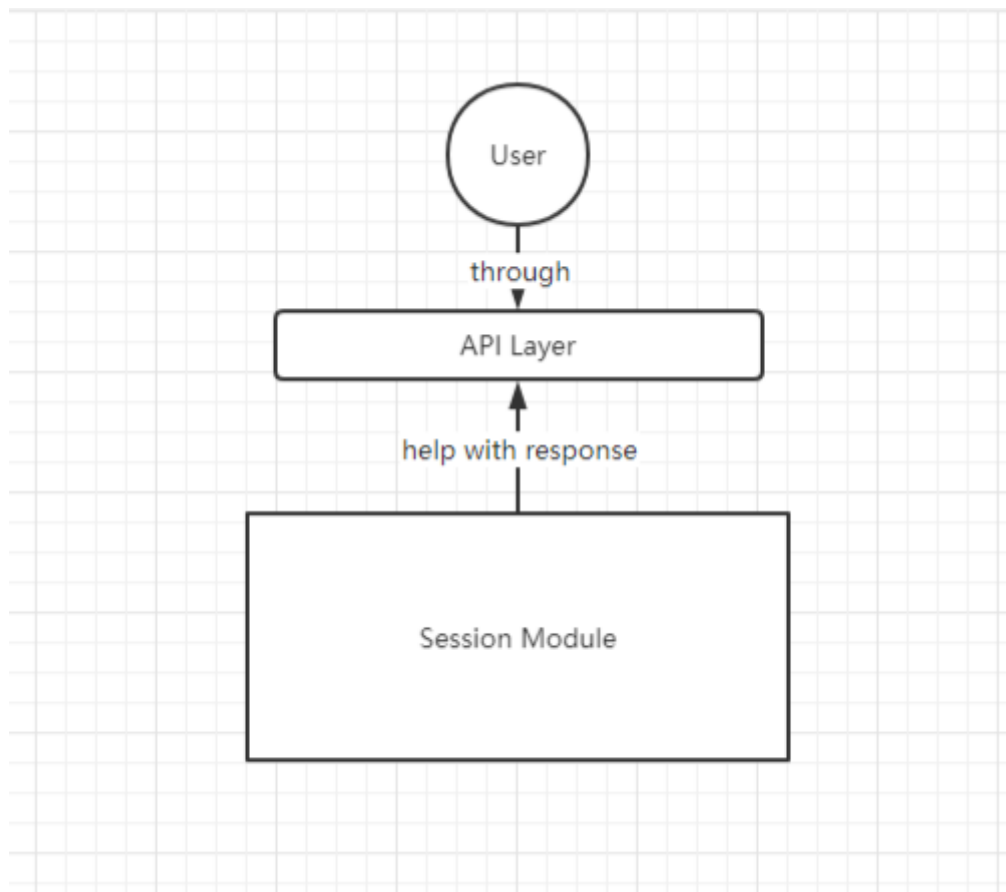 User
through
API Layer
help with response
Session Module